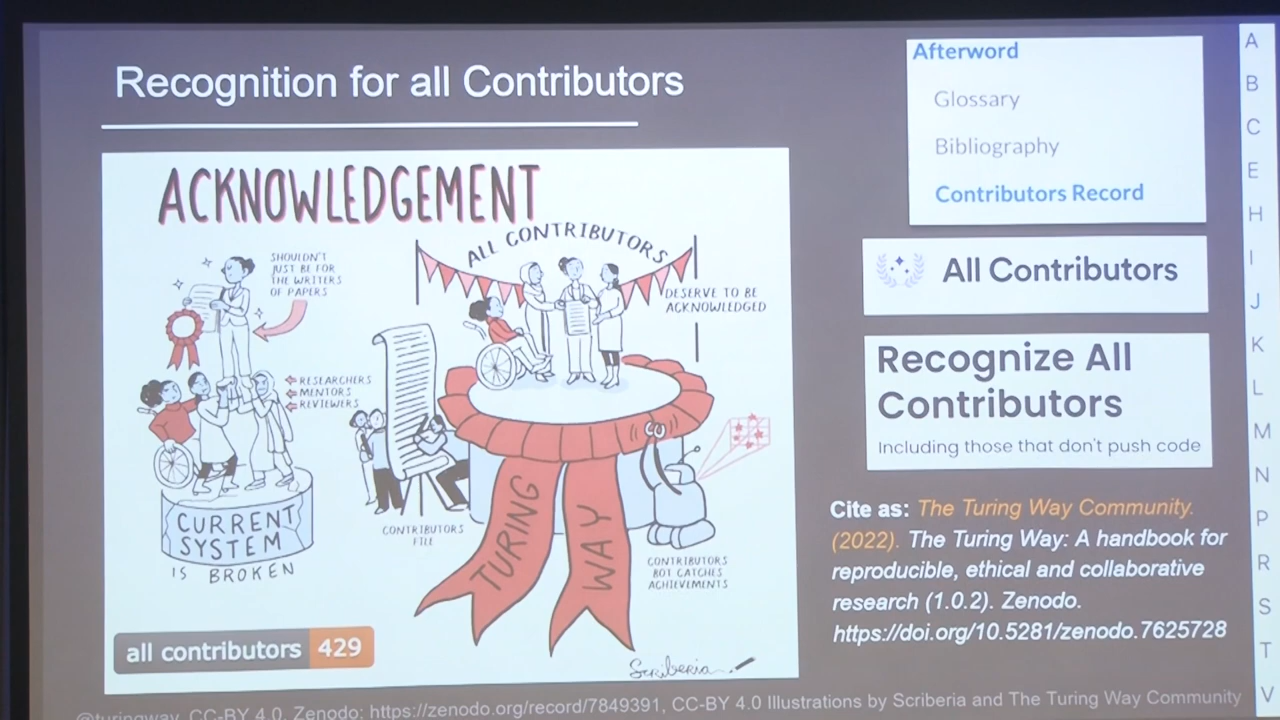 Recognition for all Contributors
ACKNOWLEDGEMENT
SHOULDN'T
JUST BE FOR
THE WRITERS
OF PAPERS
RESEARCHERS
MENTORS
REVIEWERS
CURRENT
SYSTEM
IS BROKEN
ALL CONTRIBUTORS
DESERVE TO BE
ACKNOWLEDGED
CONTRIBUTORS
FILE
TURING
WAY
CONTRIBUTORS
BOT CATCHES
ACHIEVEMENTS
all contributors 429
Scriberia
Afterword
Glossary
Bibliography
Contributors Record
All Contributors
Recognize All
Contributors
Including those that don't push code
Cite as: The Turing Way Community.
(2022). The Turing Way: A handbook for
reproducible, ethical and collaborative
research (1.0.2). Zenodo.
https://doi.org/10.5281/zenodo.7625728
@turingway, CC-BY 4.0, Zenodo: https://zenodo.org/record/7849391, CC-BY 4.0 Illustrations by Scriberia and The Turing Way Community
A
B
C
E
H
I
J
K
L
M
N
P
R
S
T
V